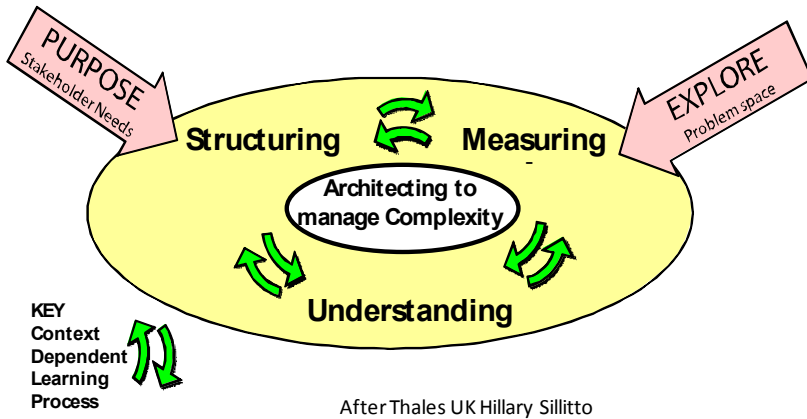 PURPOSE
Stakeholder Needs
EXPLORE
Problem space
Structuring
Measuring
Architecting to
manage Complexity
Understanding
KEY
Context
Dependent
Learning
Process
After Thales UK Hillary Sillitto